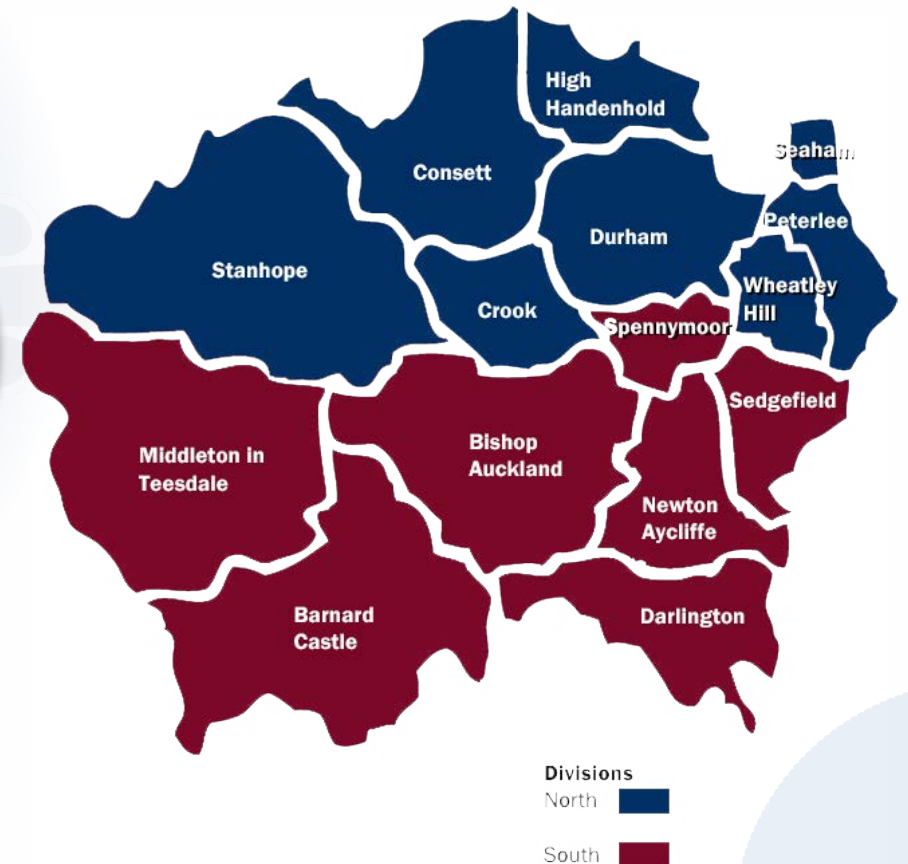 High
Handenhold
Seaham
Consett
Peterlee
Durham
Stanhope
Wheatley
Hill
Crook
Spennymoor
Sedgefield
Middleton in
Teesdale
Bishop
Auckland
Newton
Aycliffe
Barnard
Castle
Darlington
Divisions
North
South